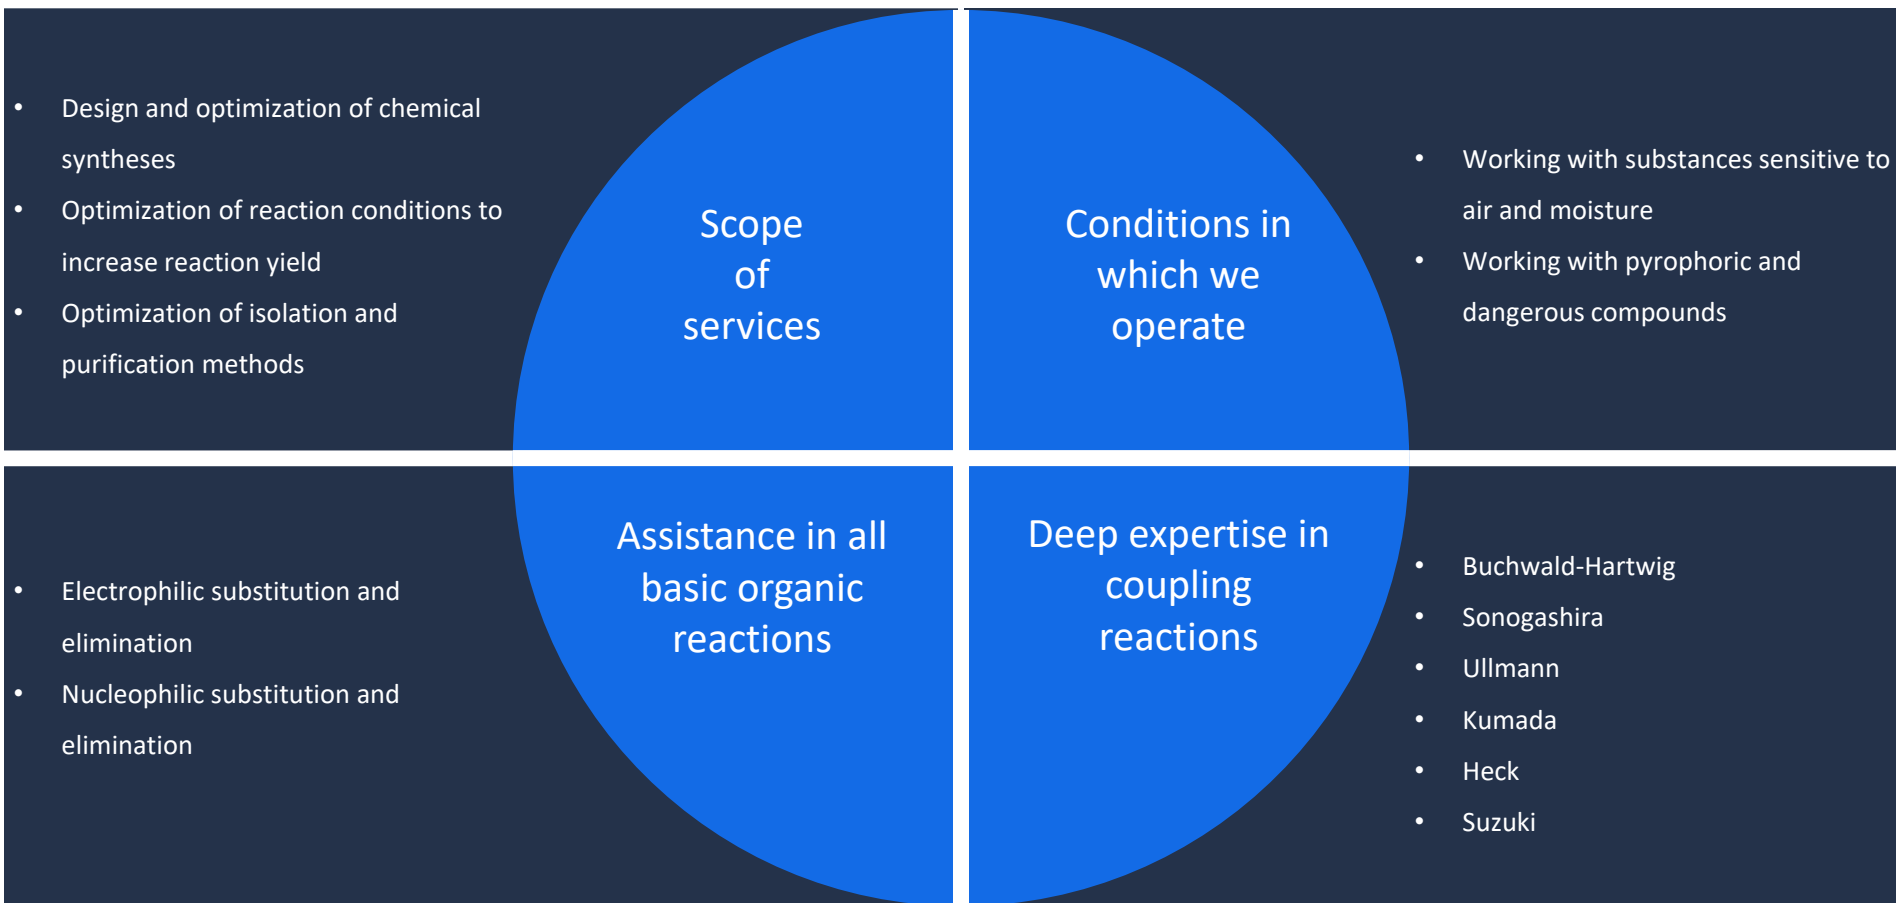 • Design and optimization of chemical
syntheses
• Optimization of reaction conditions to
increase reaction yield
• Optimization of isolation and
purification methods
Scope
of
services
Conditions in
which we
operate
• Working with substances sensitive to
air and moisture
• Working with pyrophoric and
dangerous compounds
• Electrophilic substitution and
elimination
• Nucleophilic substitution and
elimination
Assistance in all
basic organic
reactions
Deep expertise in
coupling
reactions
• Buchwald-Hartwig
• Sonogashira
• Ullmann
• Kumada
• Heck
• Suzuki